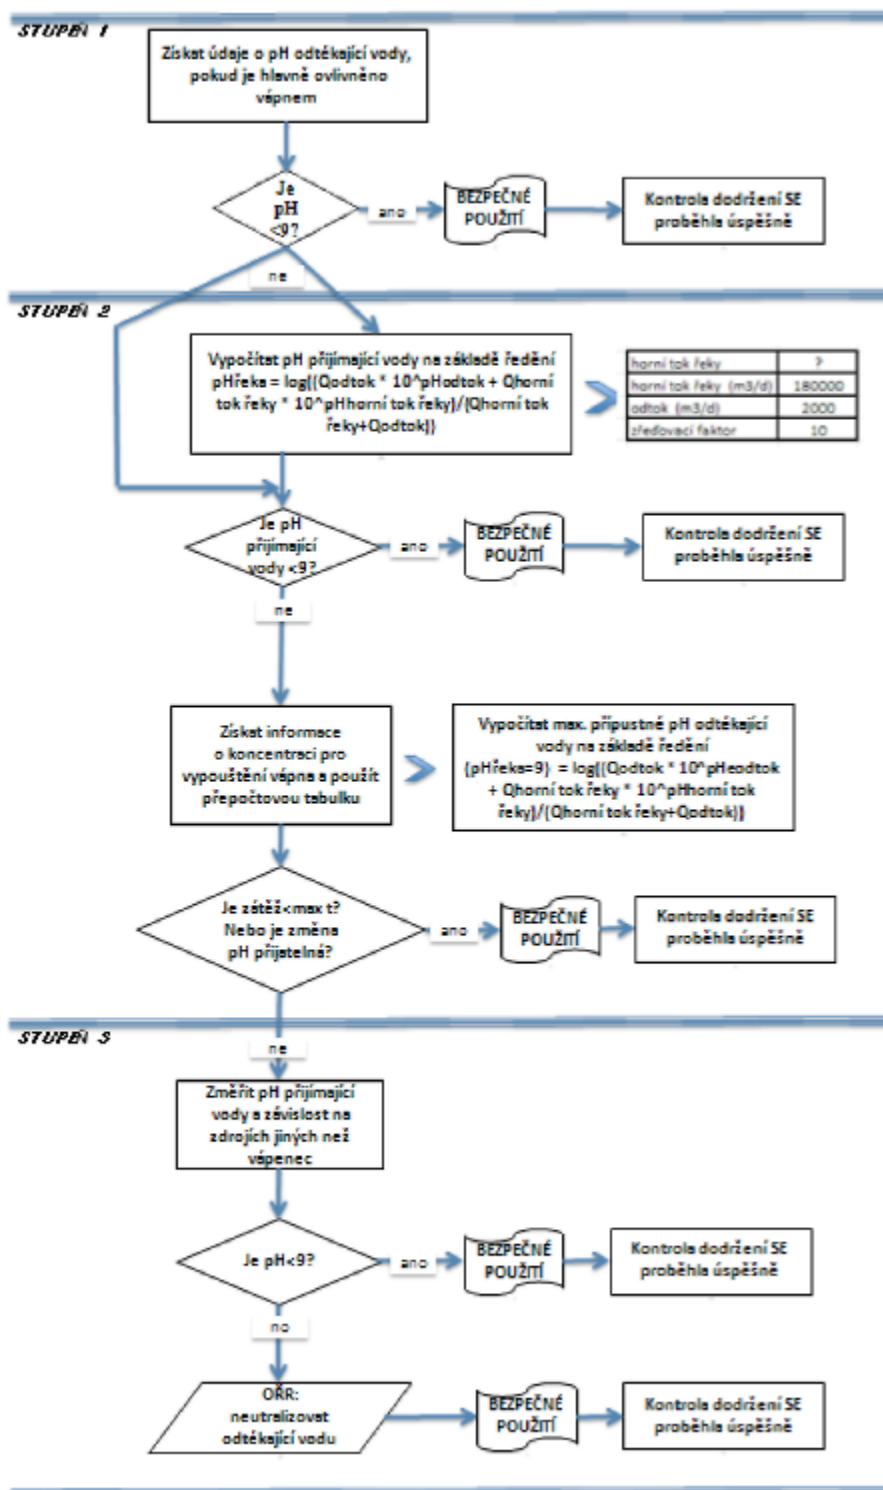 STUPEŇ 1
Získat údaje o pH odtékající vody,
pokud je hlavně ovlivněno
vápnem
Je
pH
<9?
ano
BEZPEČNÉ
POUŽITÍ
Kontrola dodržení SE
proběhla úspěšně
ne
STUPEŇ 2
Vypočítat pH přijímající vody na základě ředění
pHřeka = log((Qodtok * 10^pHodtok + Qhorní
tok řeky * 10^pHhorní tok řeky)/(Qhorní tok
řeky+Qodtok))
horní tok řeky ?
horní tok řeky (m3/d) 180000
odtok (m3/d) 2000
zřeďovací faktor 10
Je pH
přijímající
vody <9?
ano
BEZPEČNÉ
POUŽITÍ
Kontrola dodržení SE
proběhla úspěšně
ne
Získat informace
o koncentraci pro
vypouštění vápna a použít
přepočtovou tabulku
Vypočítat max. přípustné pH odtékající
vody na základě ředění
(pHřeka=9) = log((Qodtok * 10^pHeodtok
+ Qhorní tok řeky * 10^pHhorní tok
řeky)/(Qhorní tok řeky+Qodtok))
Je zátěž<max t?
Nebo je změna
pH přijatelná?
ano
BEZPEČNÉ
POUŽITÍ
Kontrola dodržení SE
proběhla úspěšně
STUPEŇ 3
ne
Změřit pH přijímající
vody a závislost na
zdrojích jiných než
vápenec
Je pH<9?
ano
BEZPEČNÉ
POUŽITÍ
Kontrola dodržení SE
proběhla úspěšně
no
OŘR:
neutralizovat
odtékající vodu
BEZPEČNÉ
POUŽITÍ
Kontrola dodržení SE
proběhla úspěšně